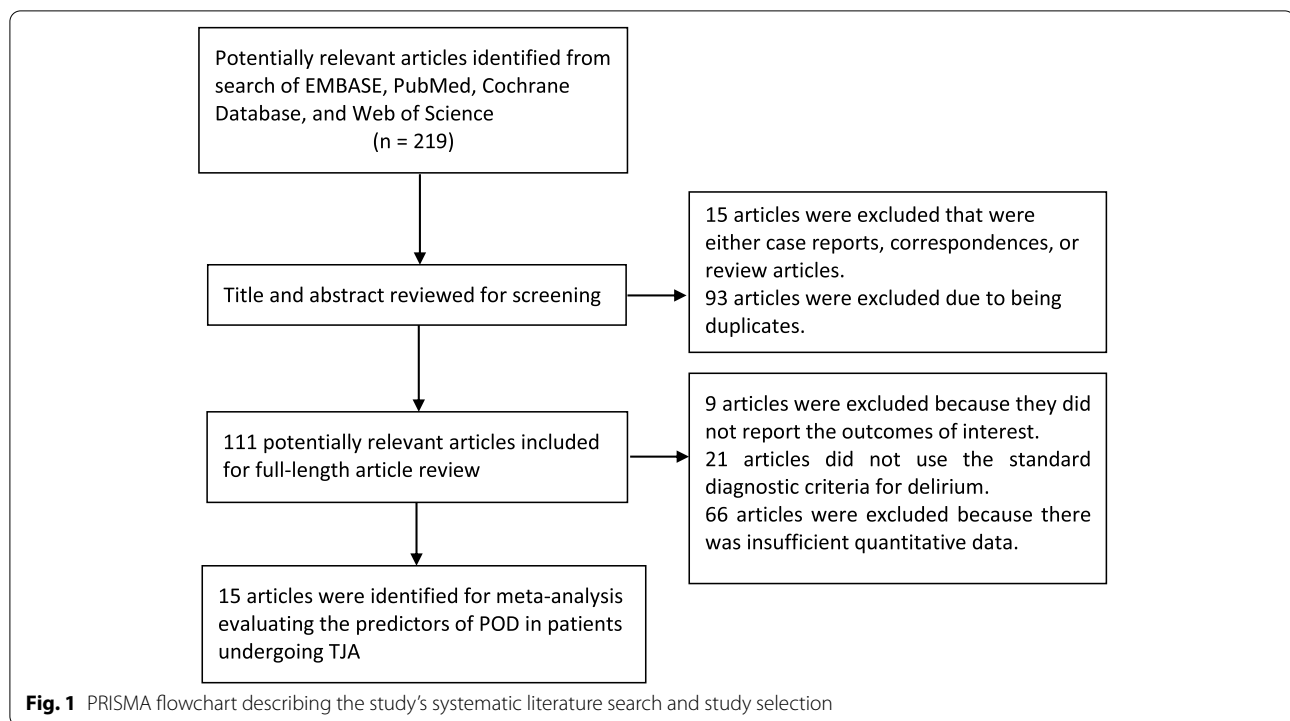 Potentially relevant articles identified from
search of EMBASE, PubMed, Cochrane
Database, and Web of Science
(n = 219)
15 articles were excluded that were
either case reports, correspondences, or
review articles.
93 articles were excluded due to being
duplicates.
Title and abstract reviewed for screening
9 articles were excluded because they did
not report the outcomes of interest.
21 articles did not use the standard
diagnostic criteria for delirium.
66 articles were excluded because there
was insufficient quantitative data.
111 potentially relevant articles included
for full-length article review
15 articles were identified for meta-analysis
evaluating the predictors of POD in patients
undergoing TJA
Fig. 1 PRISMA flowchart describing the study's systematic literature search and study selection